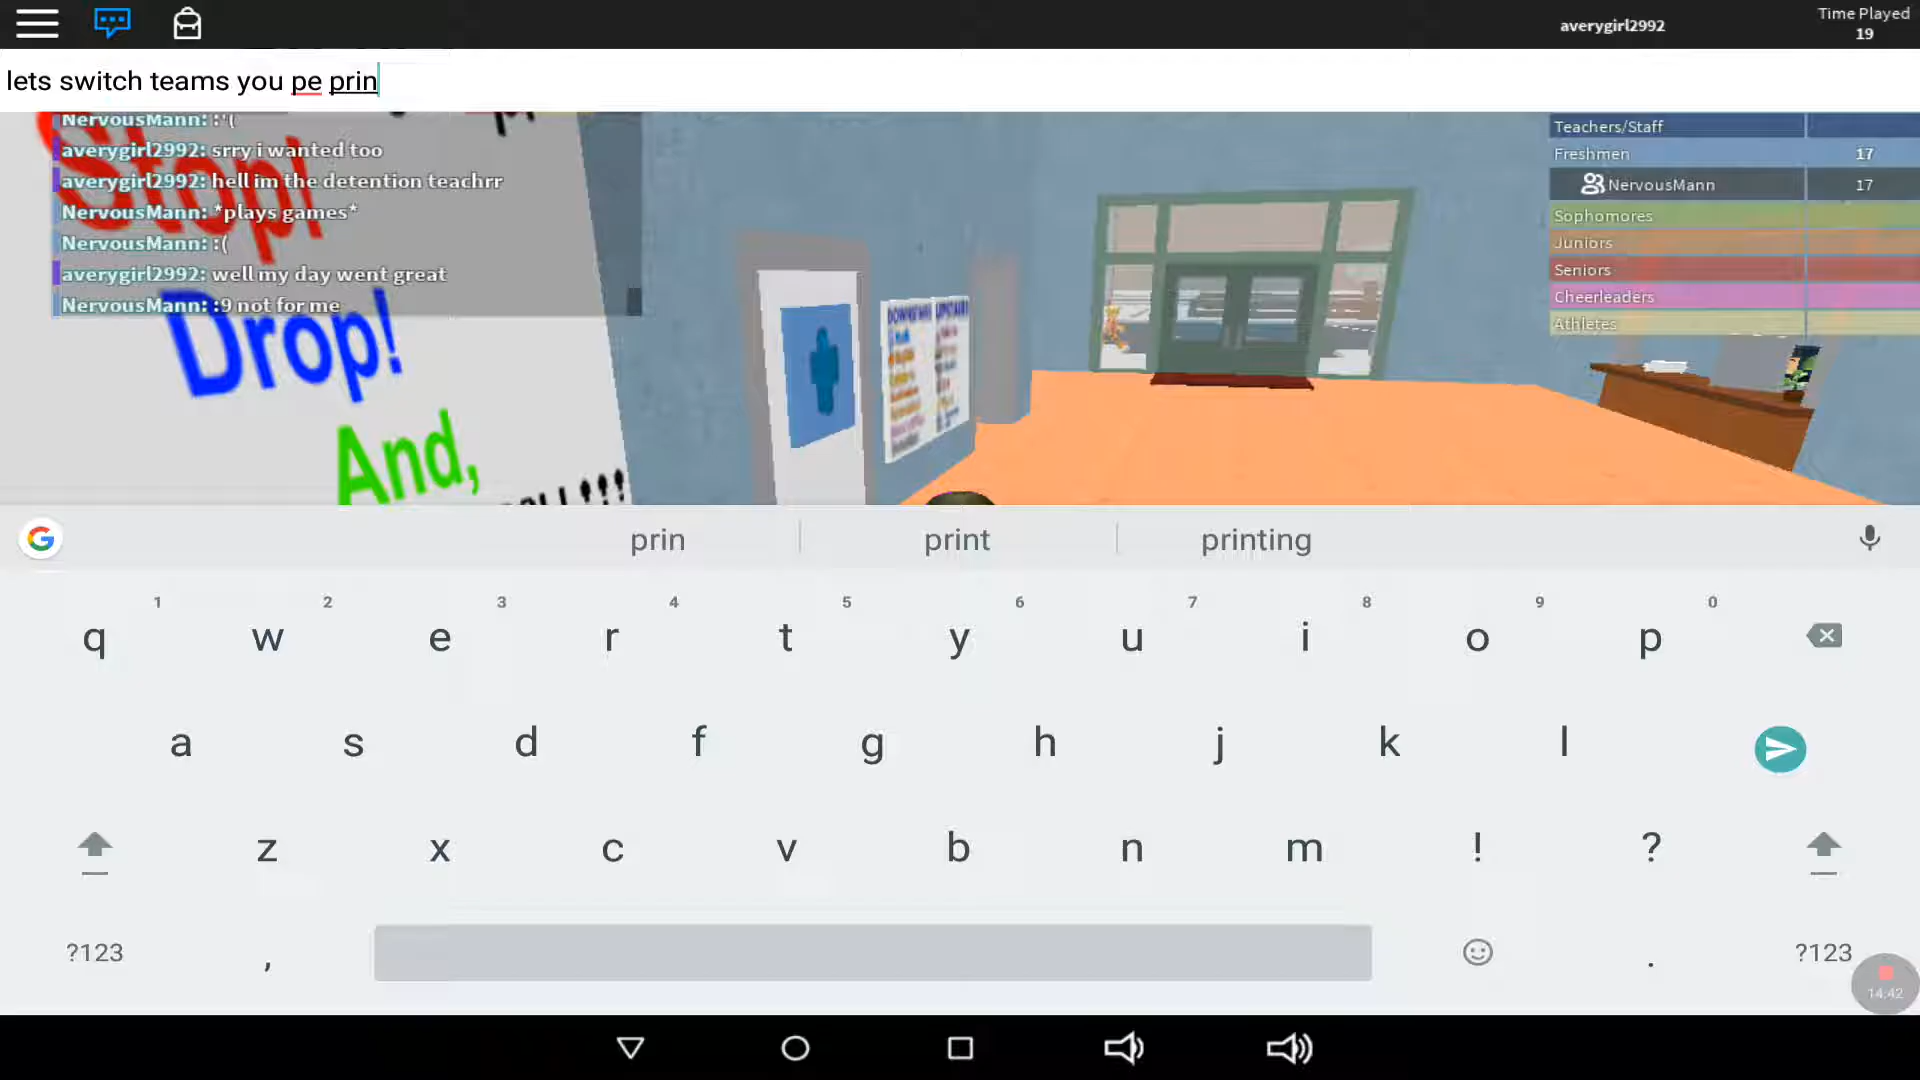 averygirl2992
Time Played
19
lets switch teams you pe prin
NervousMann: :'(
averygirl2992: srry i wanted too
averygirl2992: hell im the detention teachrr
NervousMann: *plays games*
NervousMann: :(
averygirl2992: well my day went great
NervousMann: :9 not for me
Stop!
Drop!
And,
Teachers/Staff
Freshmen 17
NervousMann 17
Sophomores
Juniors
Seniors
Cheerleaders
Athletes
prin print printing
1 2 3 4 5 6 7 8 9 0
q w e r t y u i o p
a s d f g h j k l
z x c v b n m ! ?
?123 , . ?123
14:42